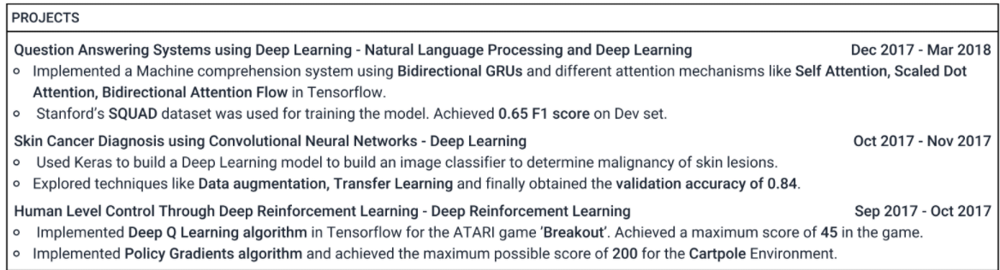 PROJECTS
Question Answering Systems using Deep Learning - Natural Language Processing and Deep Learning Dec 2017 - Mar 2018
Implemented a Machine comprehension system using Bidirectional GRUs and different attention mechanisms like Self Attention, Scaled Dot
Attention, Bidirectional Attention Flow in Tensorflow.
Stanford's SQUAD dataset was used for training the model. Achieved 0.65 F1 score on Dev set.
Skin Cancer Diagnosis using Convolutional Neural Networks - Deep Learning Oct 2017 - Nov 2017
Used Keras to build a Deep Learning model to build an image classifier to determine malignancy of skin lesions.
Explored techniques like Data augmentation, Transfer Learning and finally obtained the validation accuracy of 0.84.
Human Level Control Through Deep Reinforcement Learning - Deep Reinforcement Learning Sep 2017 - Oct 2017
Implemented Deep Q Learning algorithm in Tensorflow for the ATARI game 'Breakout'. Achieved a maximum score of 45 in the game.
Implemented Policy Gradients algorithm and achieved the maximum possible score of 200 for the Cartpole Environment.